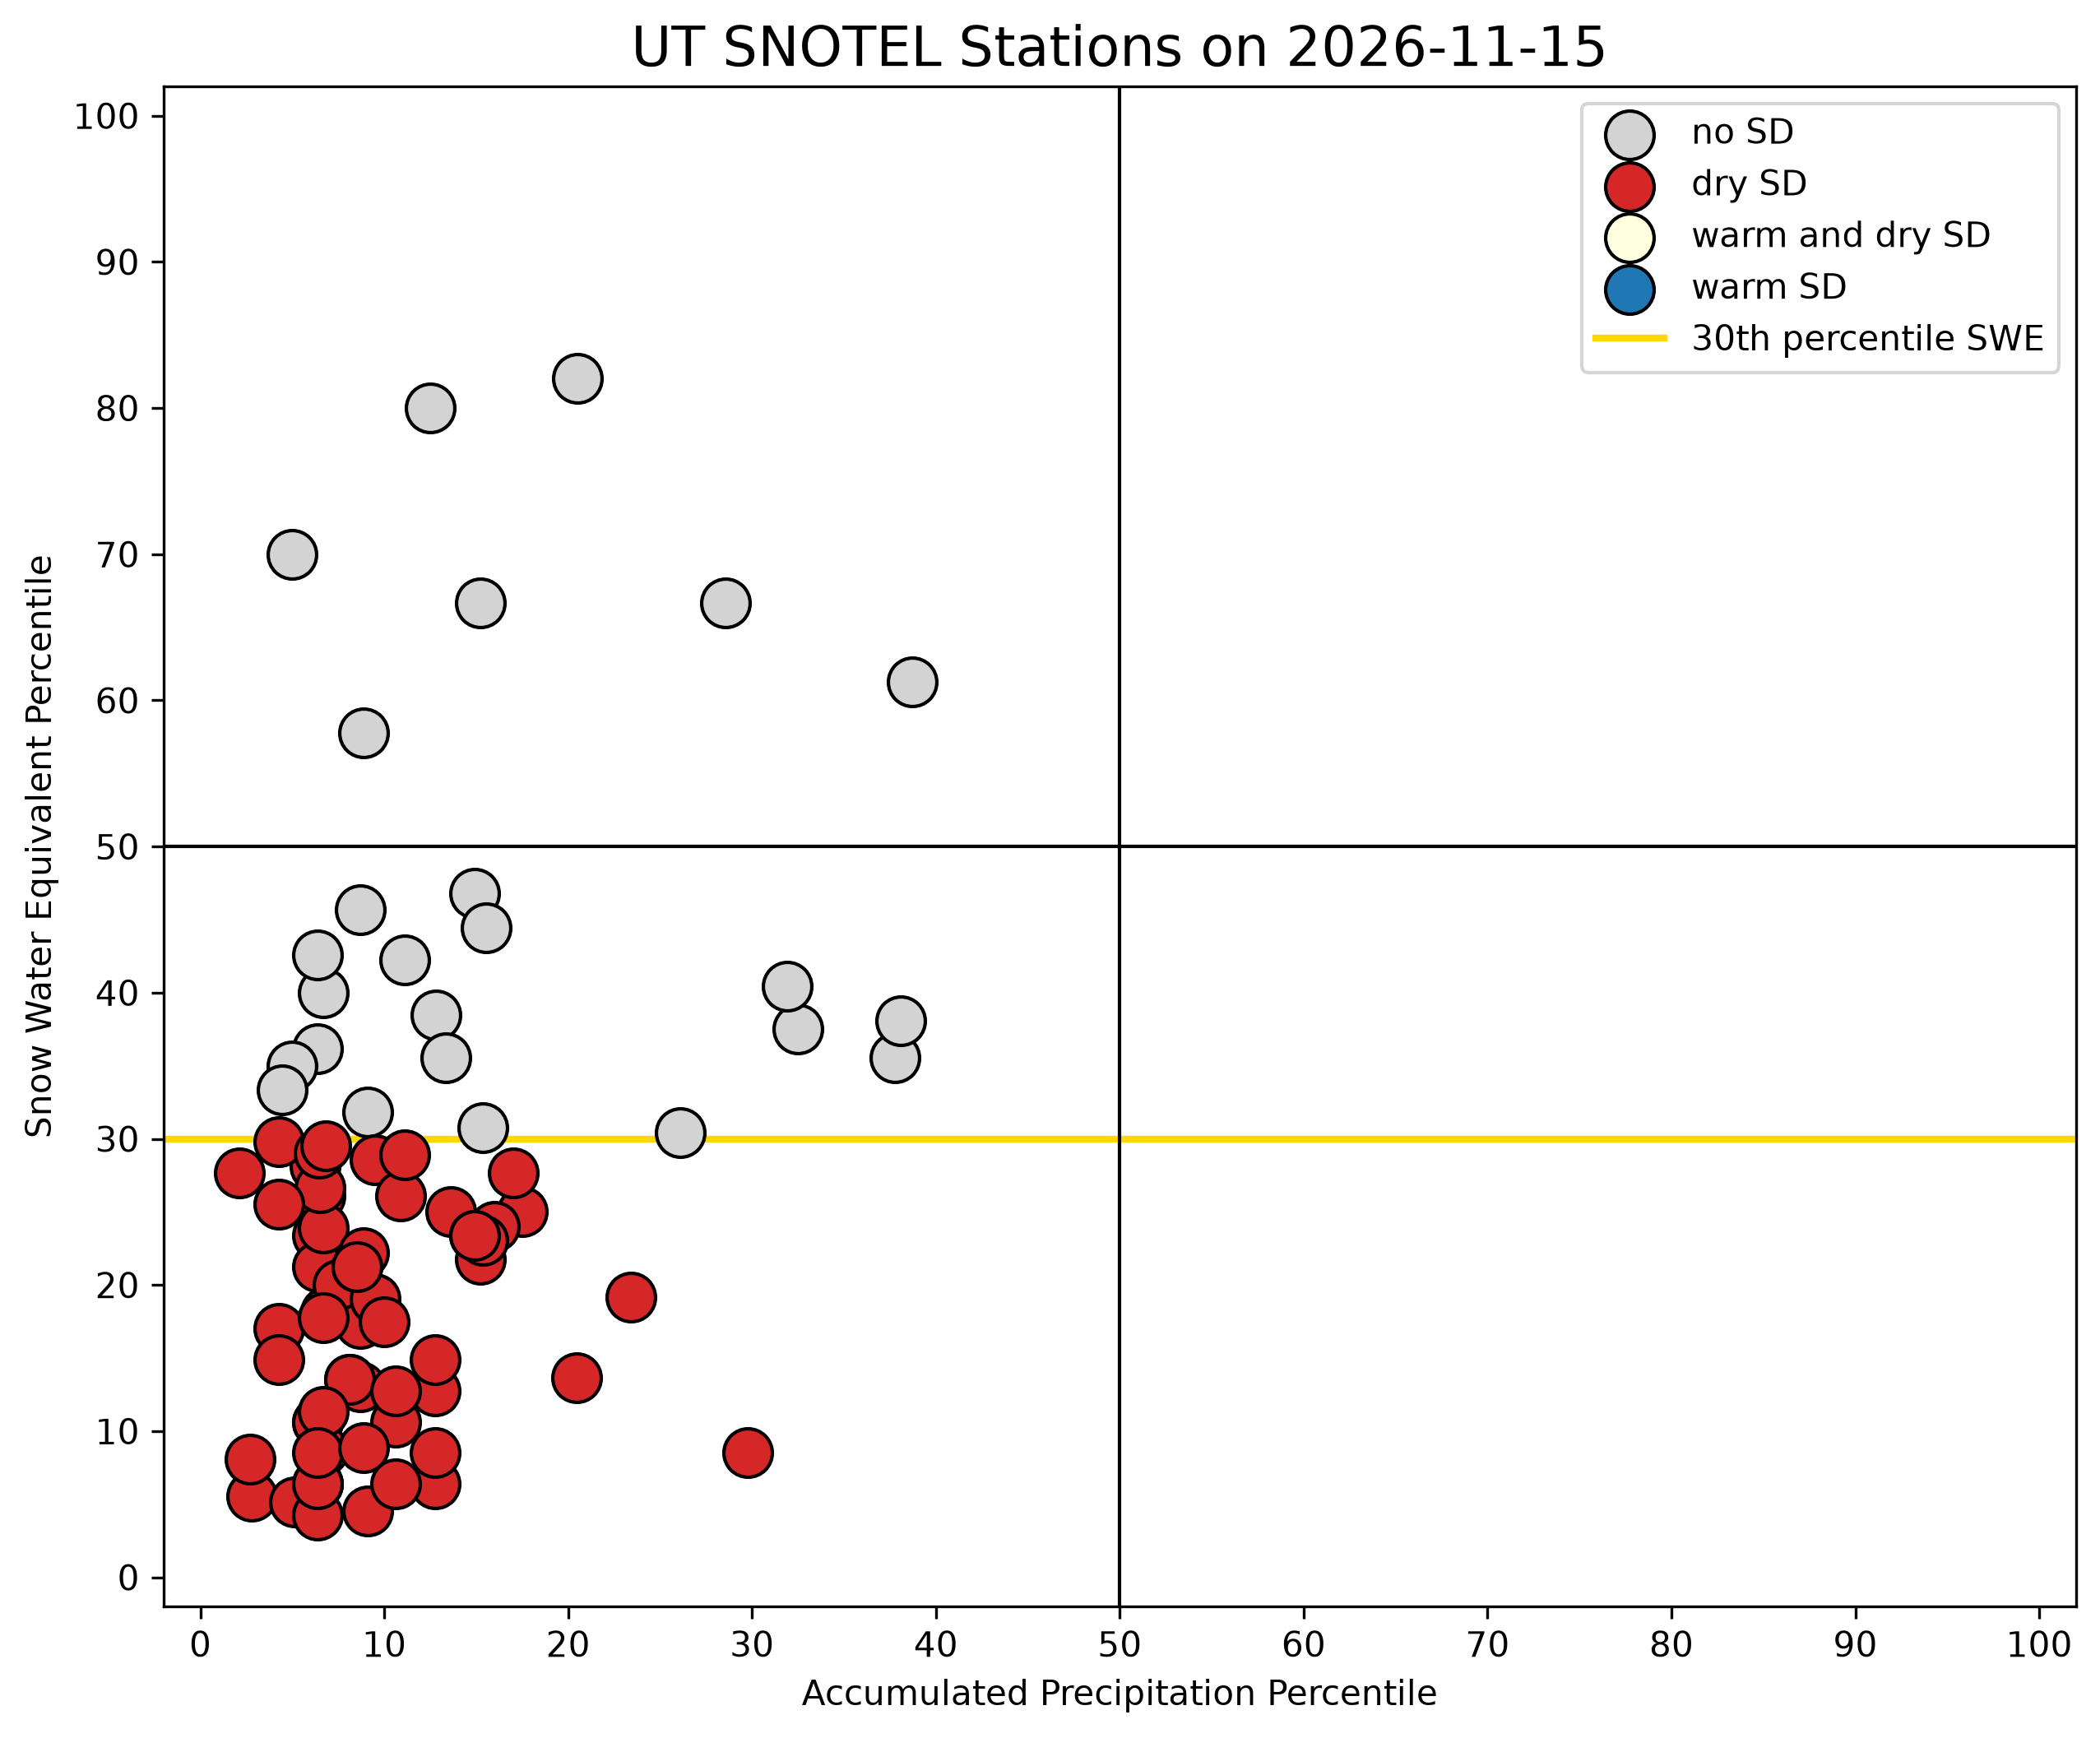 UT SNOTEL Stations on 2026-11-15
no SD
dry SD
warm and dry SD
warm SD
30th percentile SWE
Snow Water Equivalent Percentile
100
90
80
70
60
50
40
30
20
10
0
0 10 20 30 40 50 60 70 80 90 100
Accumulated Precipitation Percentile